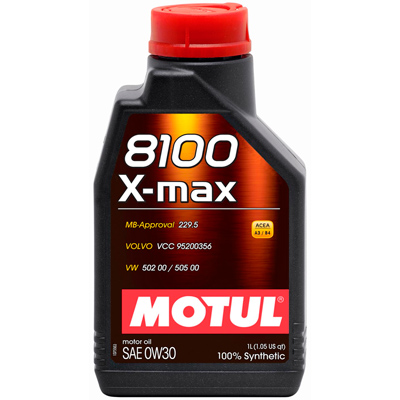 8100
X-max
MB-Approval 229.5
ACEA
A3 / B4
VOLVO VCC 95200356
VW 502 00 / 505 00
MOTUL®
motor oil
SAE 0W30
1L (1.05 US qt)
100% Synthetic